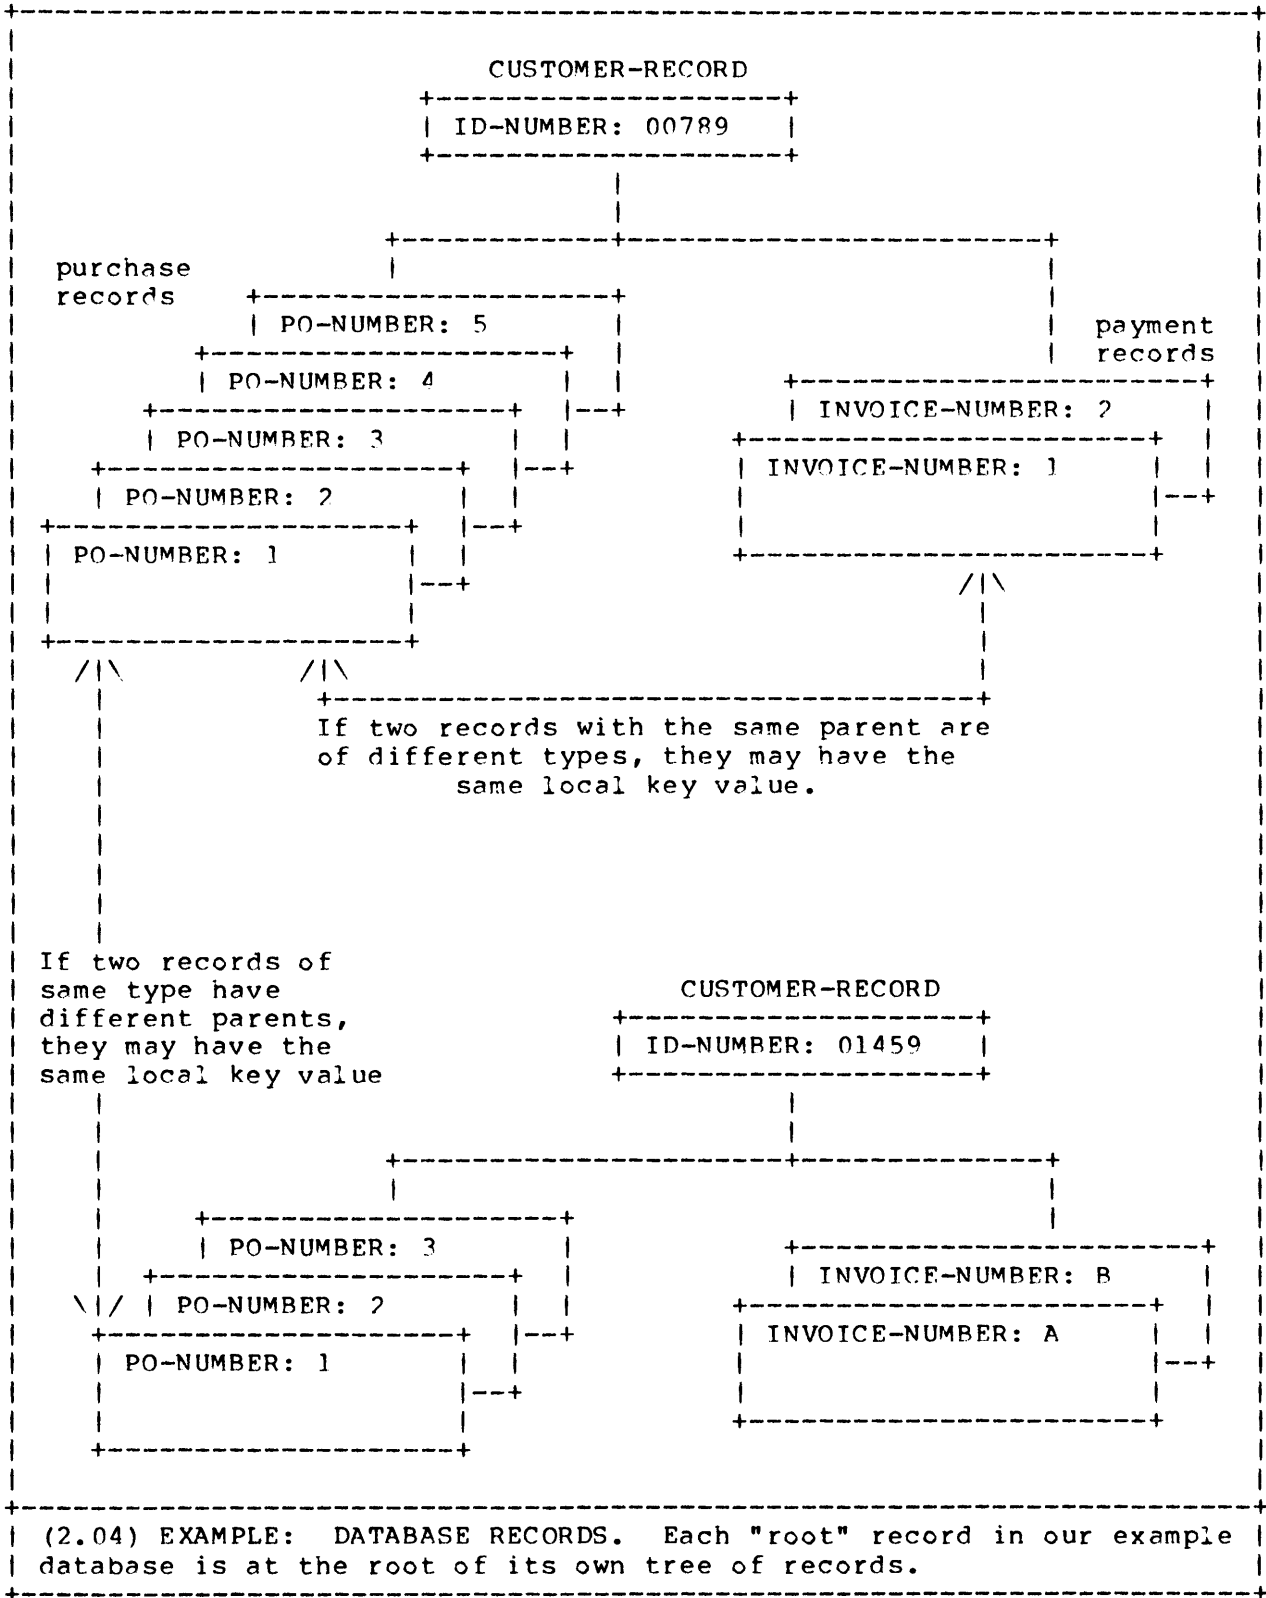 CUSTOMER-RECORD
ID-NUMBER: 00789
purchase
records
PO-NUMBER: 5
payment
records
PO-NUMBER: 4
INVOICE-NUMBER: 2
PO-NUMBER: 3
INVOICE-NUMBER: 1
PO-NUMBER: 2
PO-NUMBER: 1
If two records with the same parent are
of different types, they may have the
same local key value.
If two records of
same type have
different parents,
they may have the
same local key value
CUSTOMER-RECORD
ID-NUMBER: 01459
PO-NUMBER: 3
INVOICE-NUMBER: B
PO-NUMBER: 2
INVOICE-NUMBER: A
PO-NUMBER: 1
(2.04) EXAMPLE: DATABASE RECORDS. Each "root" record in our example
database is at the root of its own tree of records.